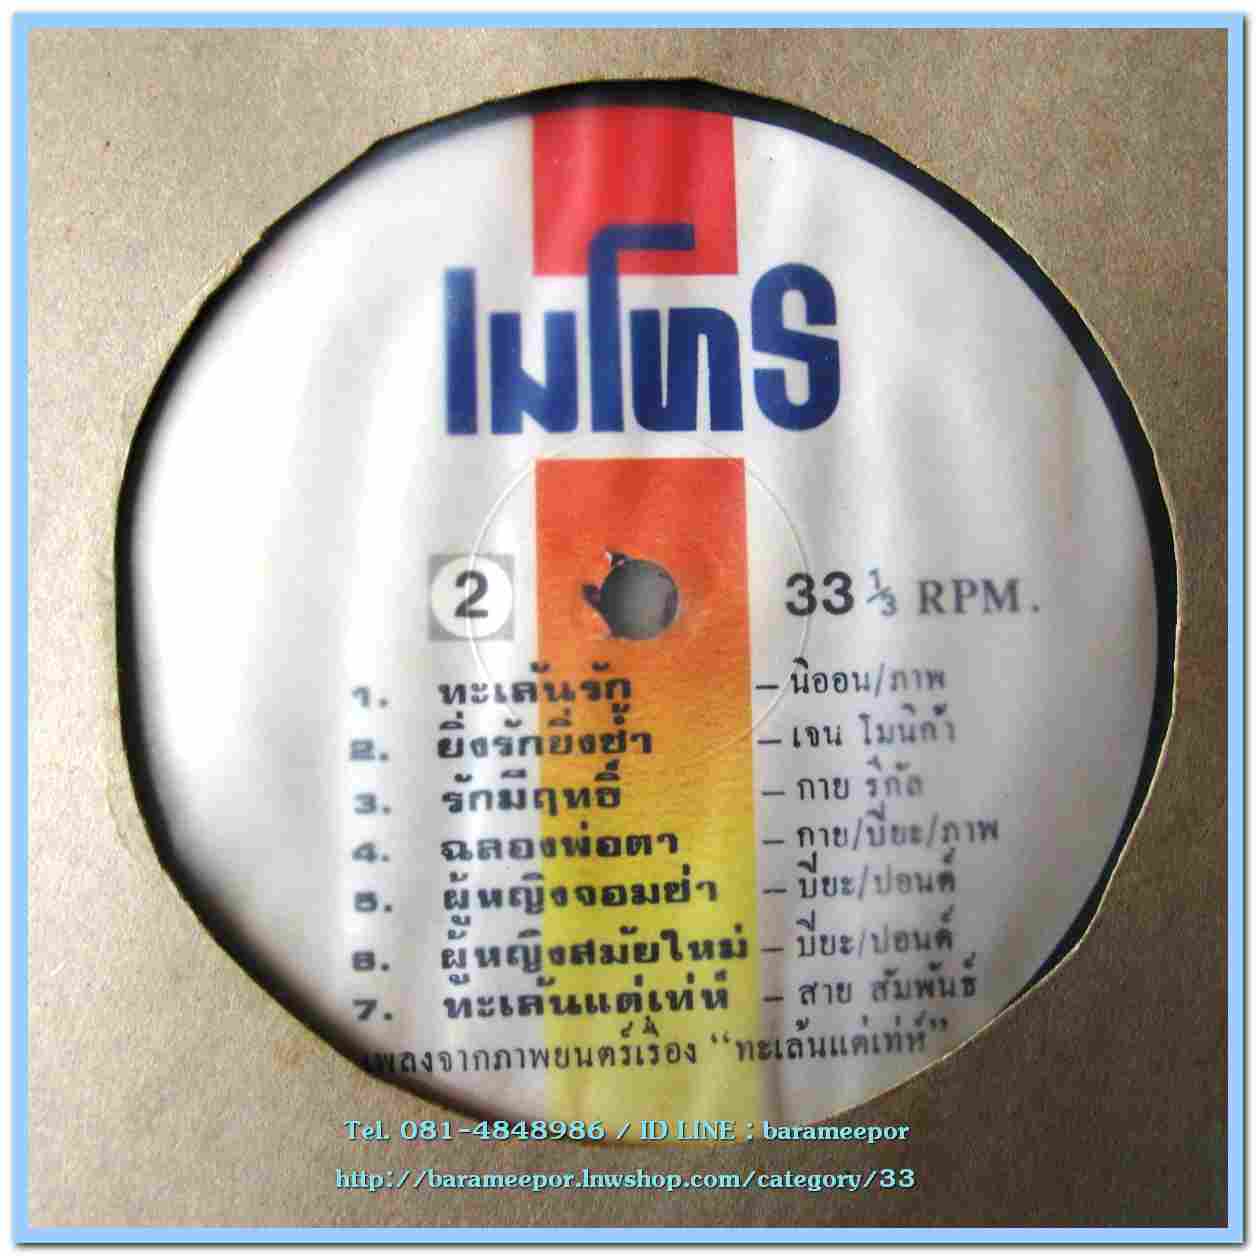 เมโทร
2 33 1/3 RPM.
1. ทะเล้นรัก – นิออน/ภาพ
2. ยิ่งรักยิ่งช้ำ – เจน โมนิก้า
3. รักมีฤทธิ์ – กาย
4. ฉลองพ่อตา – กาย/บียะ/ภาพ
5. ผู้หญิงจอมซ่า – บียะ/ปอนด์
6. ผู้หญิงสมัยใหม่ – บียะ/ปอนด์
7. ทะเล้นแต่เท่ห์ – สาย สัมพันธ์
เพลงจากภาพยนตร์เรื่อง “ทะเล้นแต่เท่ห์”
Tel. 081-4848986 / ID LINE : barameepor
http://barameepor.lnwshop.com/category/33